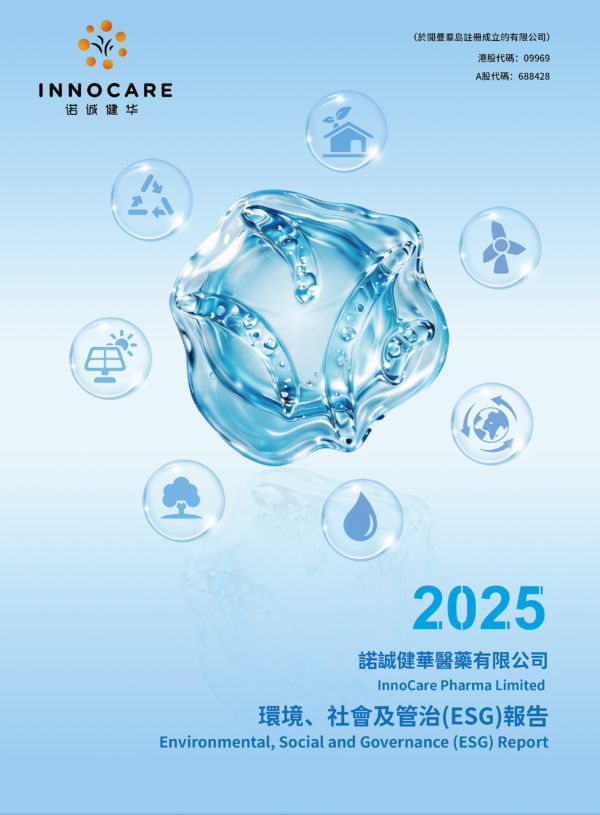 INNOCARE
诺诚健华
(於開曼羣島註冊成立的有限公司)
港股代碼：09969
A股代碼：688428
2025
諾誠健華醫藥有限公司
InnoCare Pharma Limited
環境、社會及管治(ESG)報告
Environmental, Social and Governance (ESG) Report